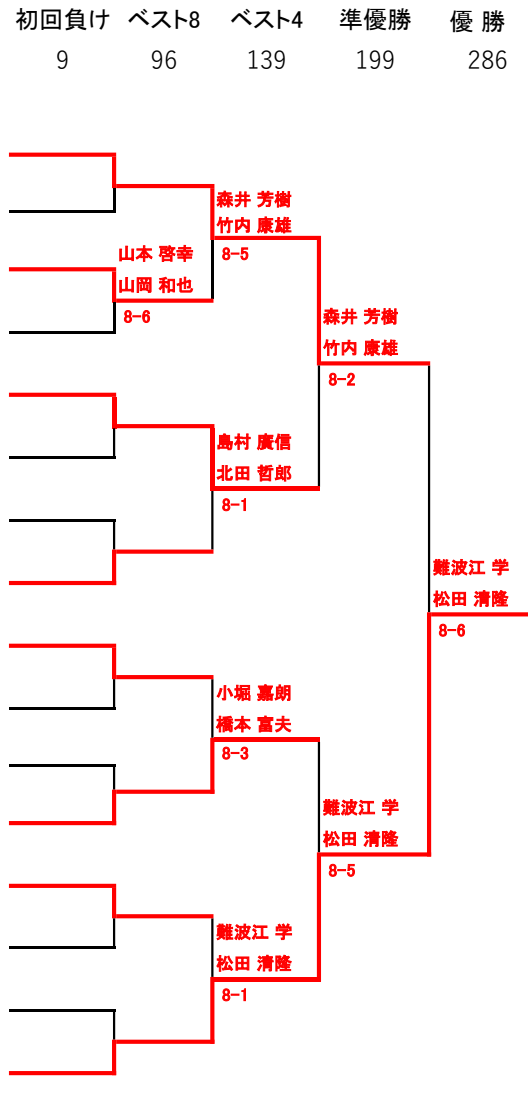 初回負け ベスト8 ベスト4 準優勝 優 勝
9 96 139 199 286
森井 芳樹
竹内 康雄
8-5
山本 啓幸
山岡 和也
8-6
森井 芳樹
竹内 康雄
8-2
島村 廣信
北田 哲郎
8-1
難波江 学
松田 清隆
8-6
小堀 嘉朗
橋本 富夫
8-3
難波江 学
松田 清隆
8-5
難波江 学
松田 清隆
8-1